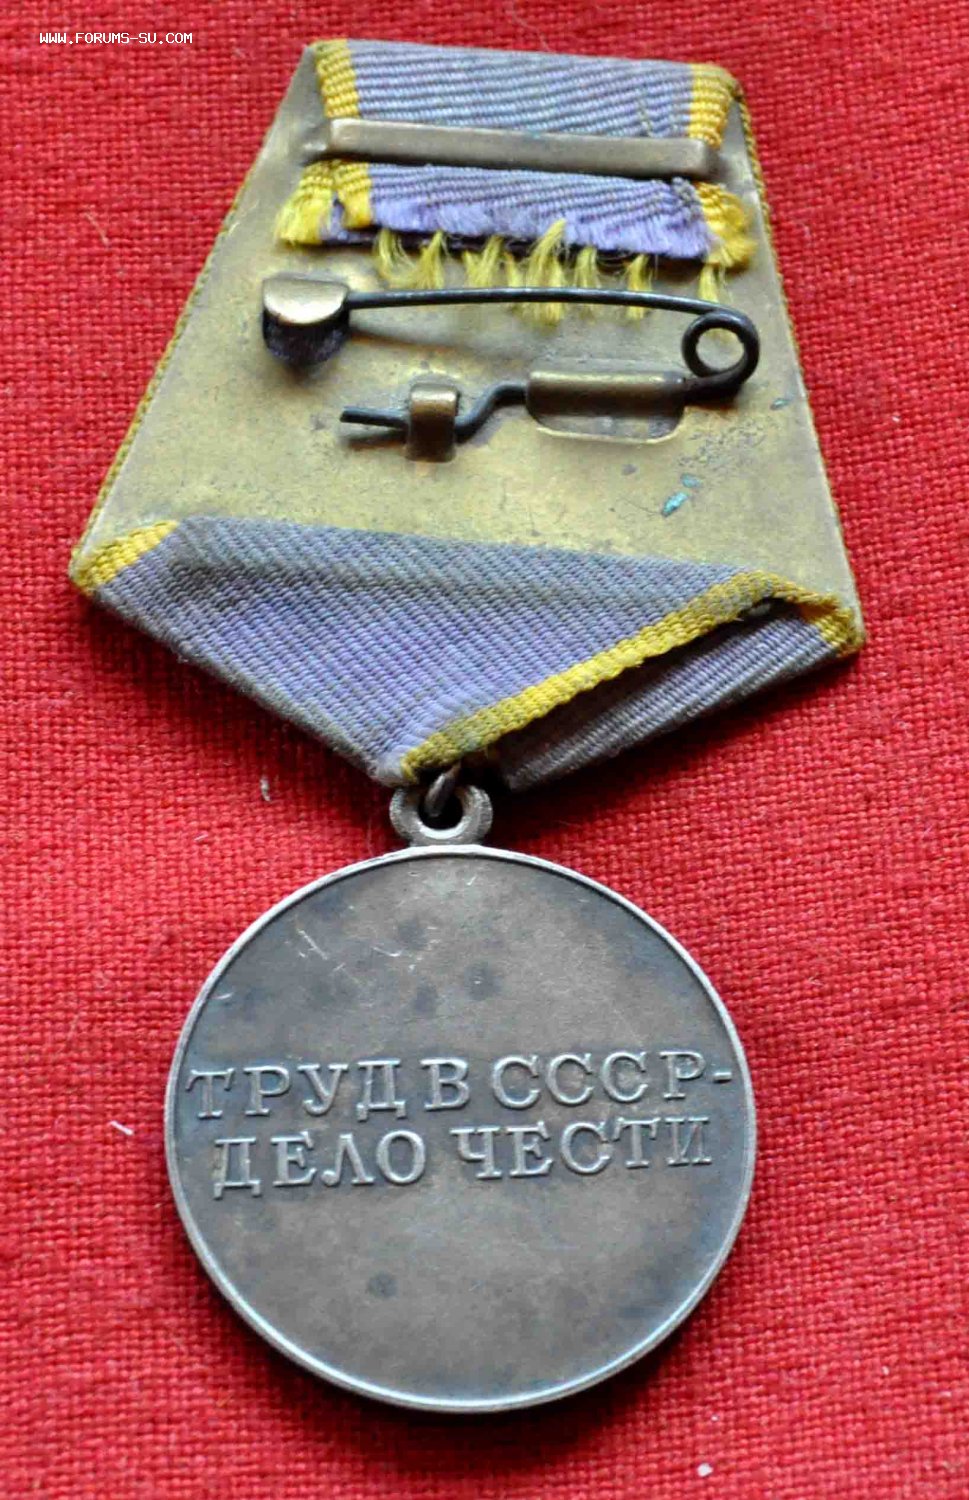 WWW.FORUMS-SU.COM
ТРУД В СССР-
ДЕЛО ЧЕСТИ